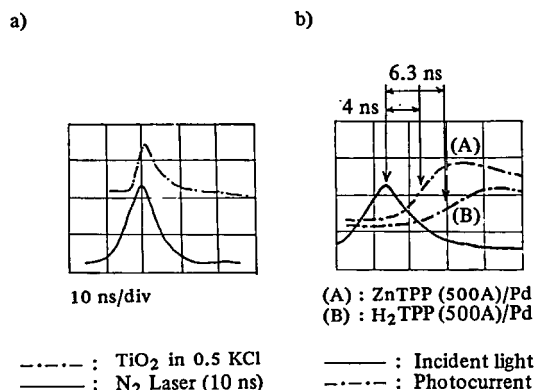 a)
b)
6.3 ns
4 ns
(A)
(B)
10 ns/div
(A) : ZnTPP (500A)/Pd
(B) : H2TPP (500A)/Pd
—·—·— : TiO2 in 0.5 KCl
——— : N2 Laser (10 ns)
——— : Incident light
—·—·— : Photocurrent